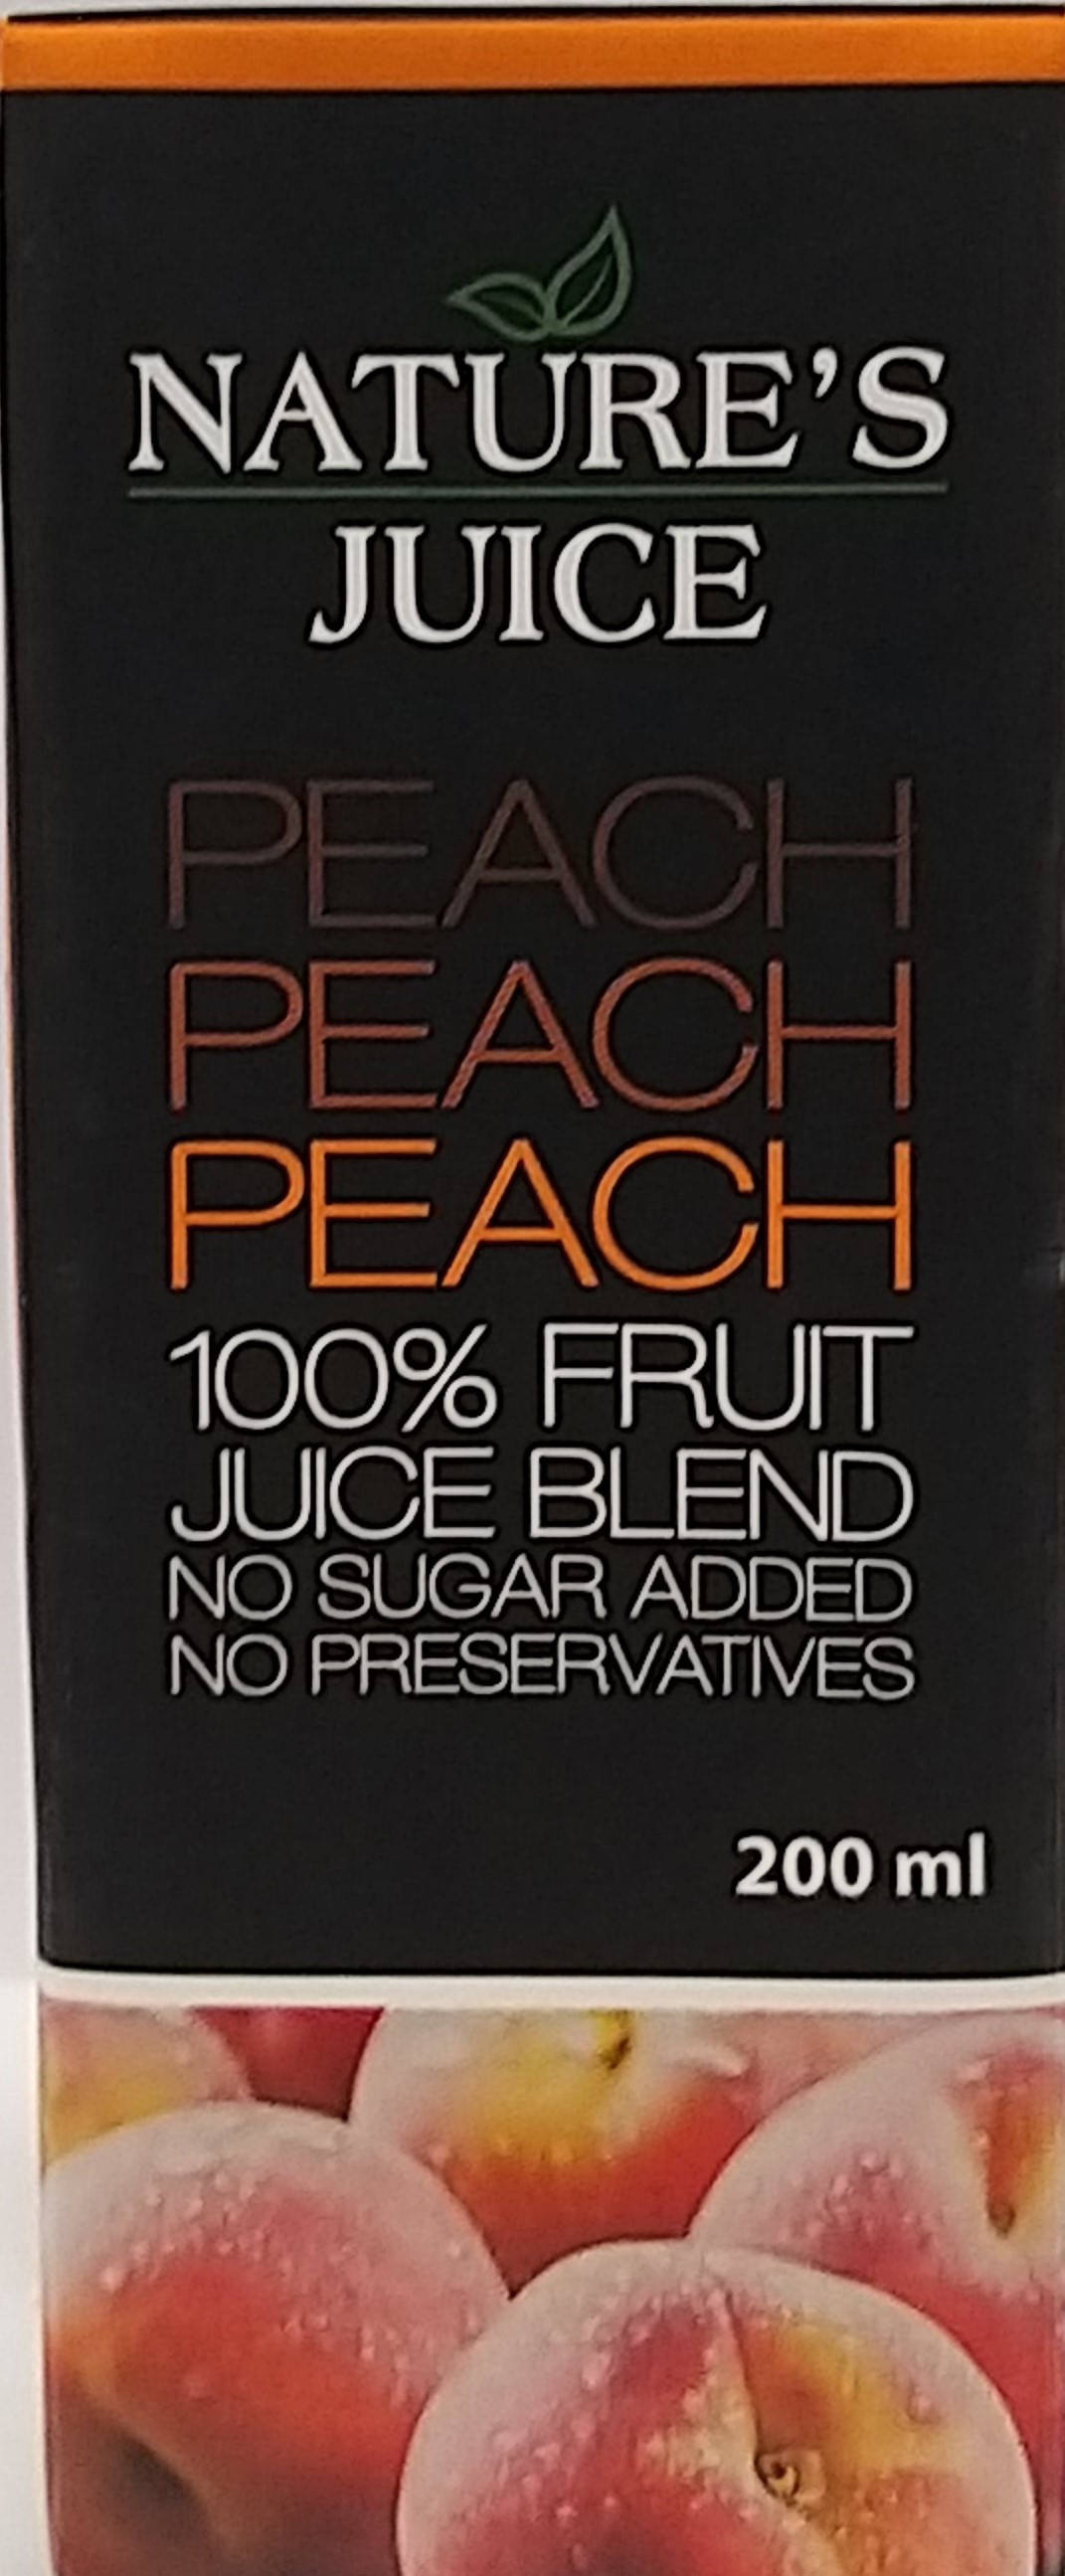 NATURE'S
JUICE
PEACH
PEACH
PEACH
100% FRUIT
JUICE BLEND
NO SUGAR ADDED
NO PRESERVATIVES
200 ml